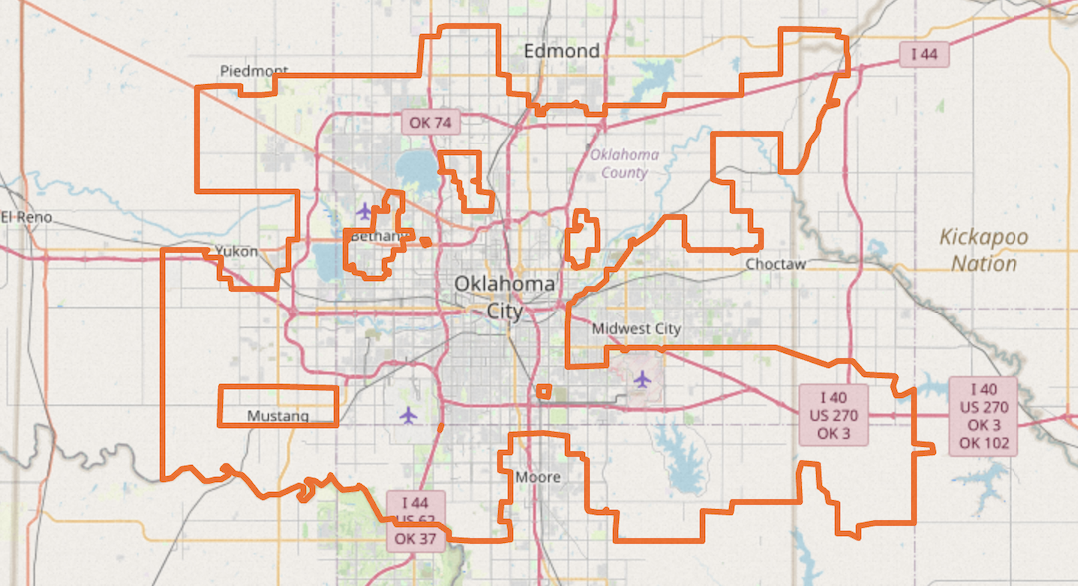 Edmond
I 44
Piedmont
OK 74
Oklahoma
County
El Reno
Bethany
Yukon
Kickapoo
Nation
Choctaw
Oklahoma
City
Midwest City
I 40
US 270
OK 3
I 40
US 270
OK 3
OK 102
Mustang
Moore
I 44
US 62
OK 37